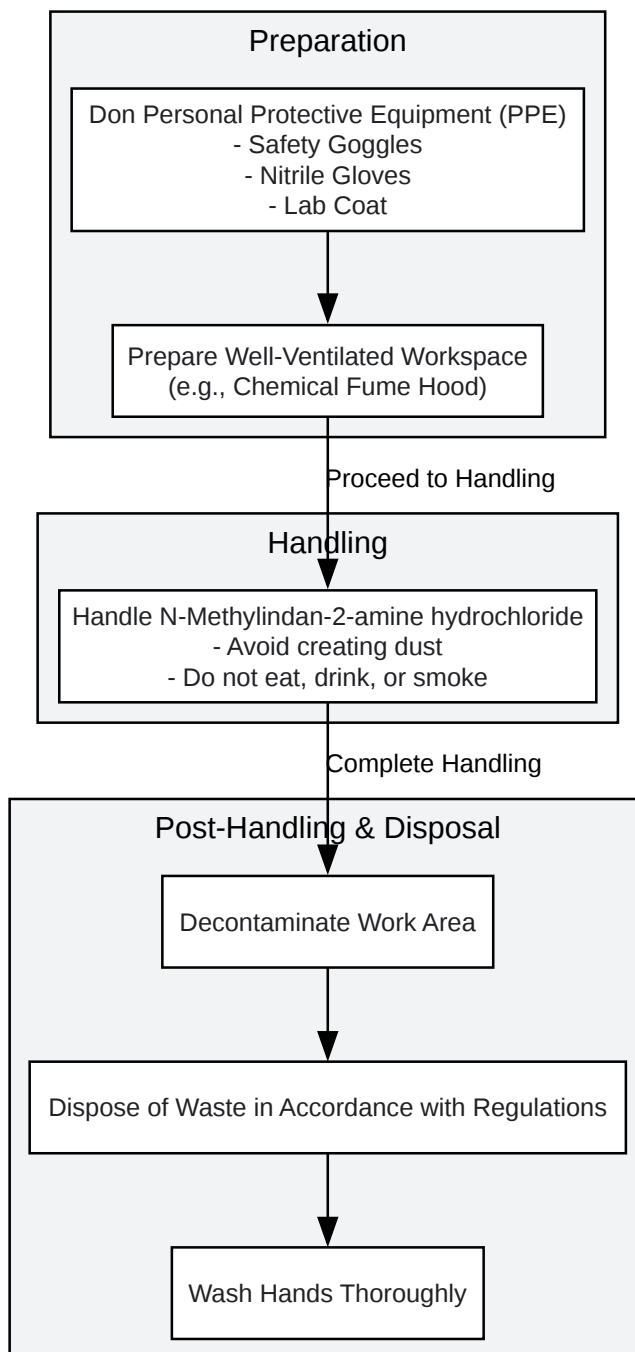 Preparation
Don Personal Protective Equipment (PPE)
- Safety Goggles
- Nitrile Gloves
- Lab Coat
Prepare Well-Ventilated Workspace
(e.g., Chemical Fume Hood)
Proceed to Handling
Handling
Handle N-Methylindan-2-amine hydrochloride
- Avoid creating dust
- Do not eat, drink, or smoke
Complete Handling
Post-Handling & Disposal
Decontaminate Work Area
Dispose of Waste in Accordance with Regulations
Wash Hands Thoroughly